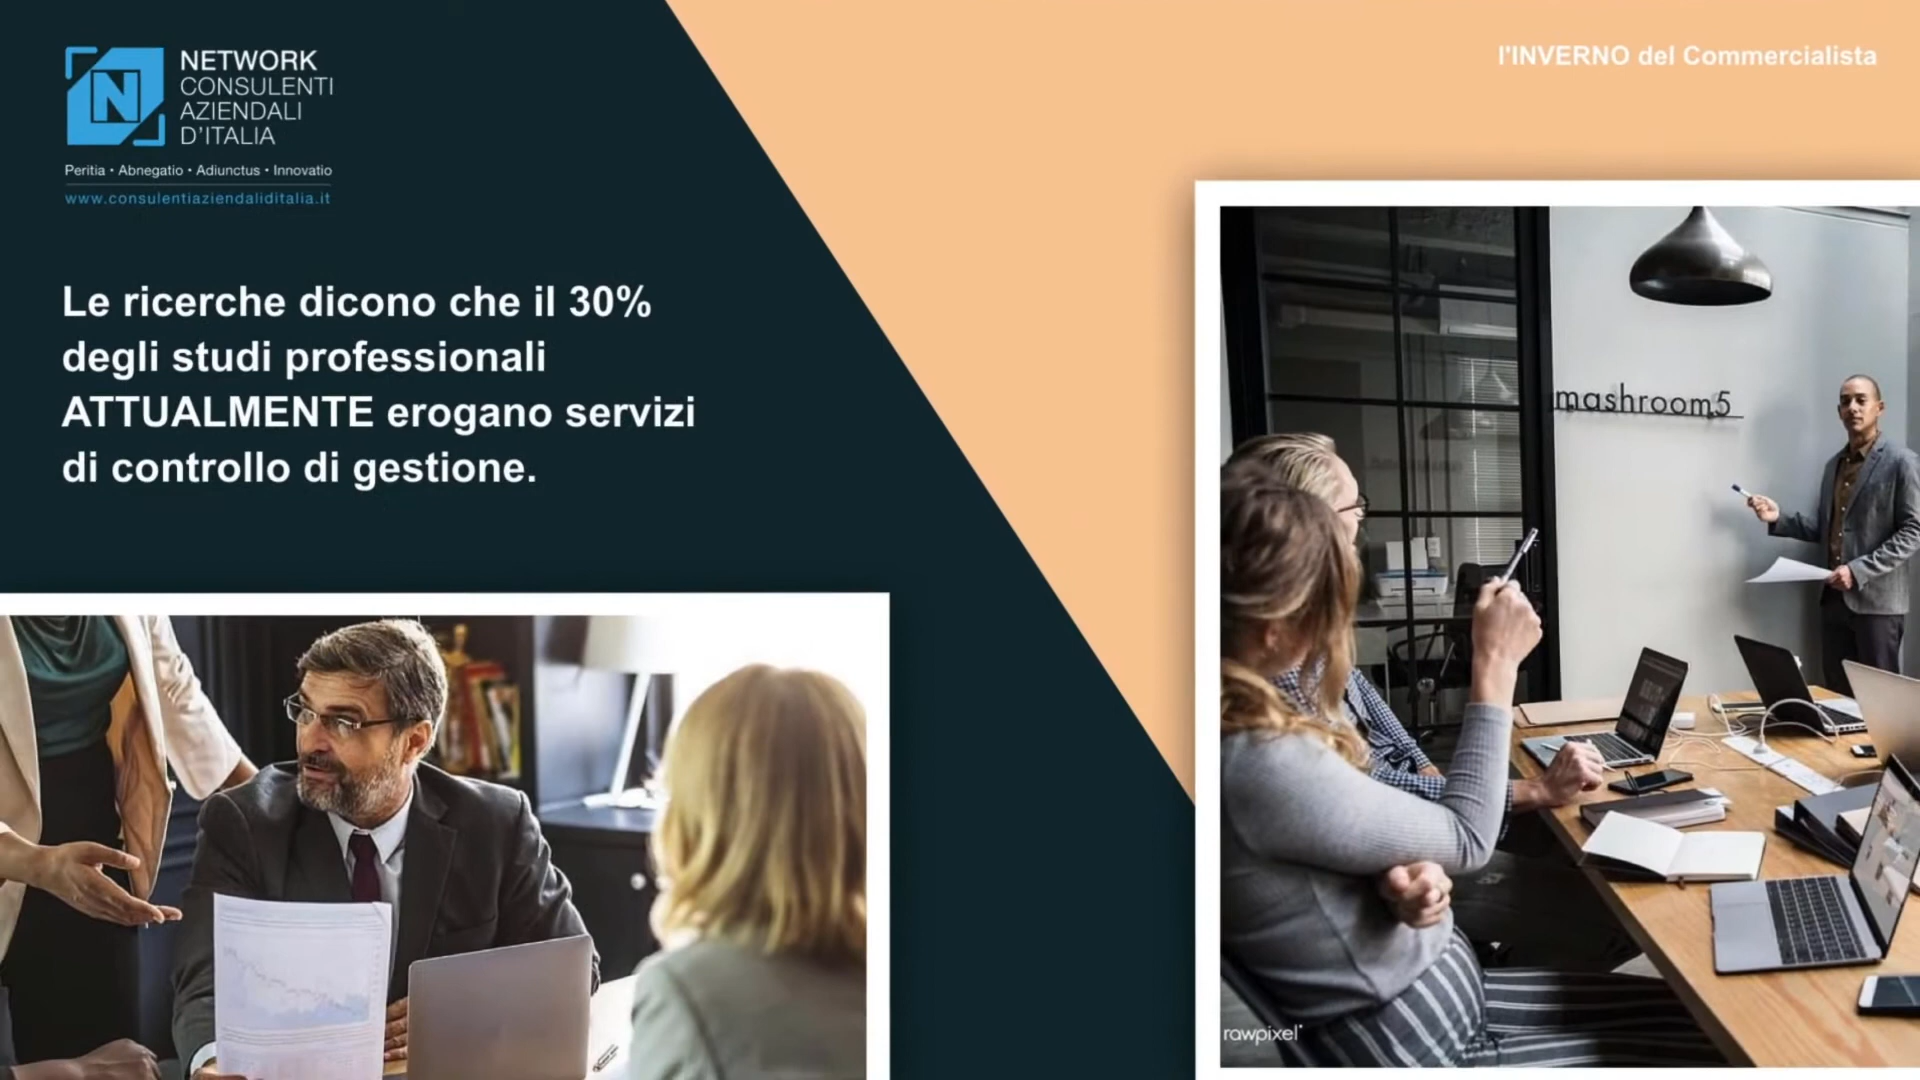 NETWORK
CONSULENTI
AZIENDALI
D'ITALIA
Peritia • Abnegatio • Adiunctus • Innovatio
www.consulentiaziendaliditalia.it
l'INVERNO del Commercialista
Le ricerche dicono che il 30%
degli studi professionali
ATTUALMENTE erogano servizi
di controllo di gestione.
mashroom5
rawpixel